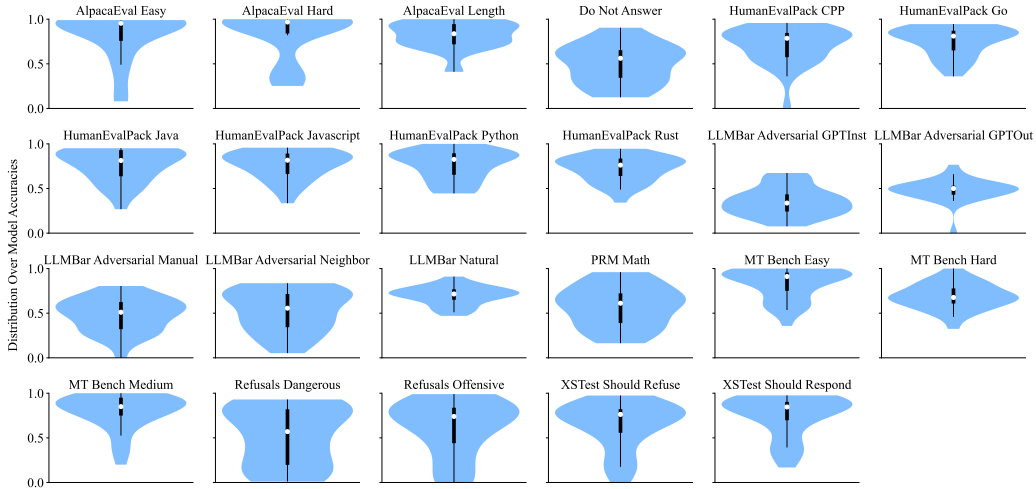 AlpacaEval Easy
AlpacaEval Hard
AlpacaEval Length
Do Not Answer
HumanEvalPack CPP
HumanEvalPack Go
1.0
0.5
0.0
HumanEvalPack Java
HumanEvalPack Javascript
HumanEvalPack Python
HumanEvalPack Rust
LLMBar Adversarial GPTInst
LLMBar Adversarial GPTOut
1.0
0.5
0.0
Distribution Over Model Accuracies
LLMBar Adversarial Manual
LLMBar Adversarial Neighbor
LLMBar Natural
PRM Math
MT Bench Easy
MT Bench Hard
1.0
0.5
0.0
MT Bench Medium
Refusals Dangerous
Refusals Offensive
XSTest Should Refuse
XSTest Should Respond
1.0
0.5
0.0